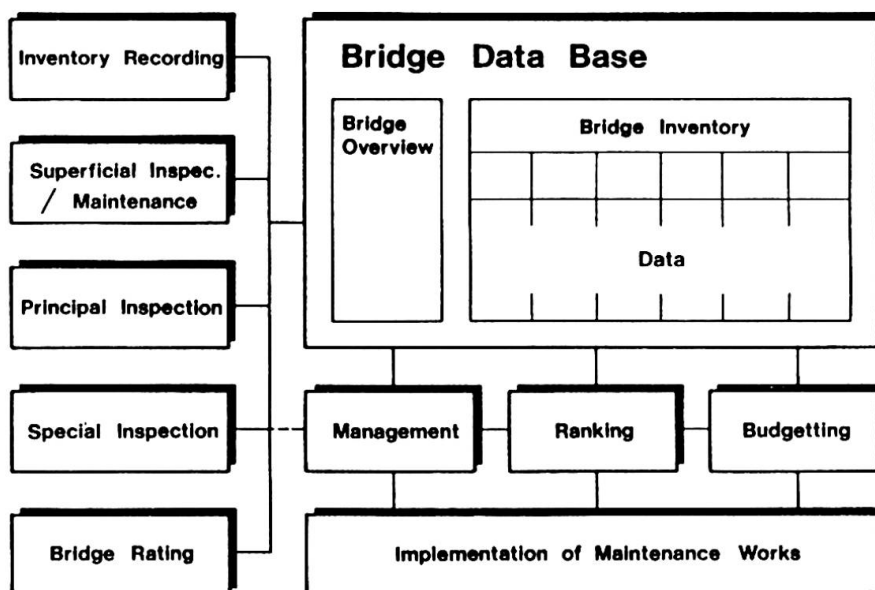 Inventory Recording
Superficial Inspec.
/ Maintenance
Principal Inspection
Special Inspection
Bridge Rating
Bridge Data Base
Bridge
Overview
Bridge Inventory
Data
Management
Ranking
Budgetting
Implementation of Maintenance Works